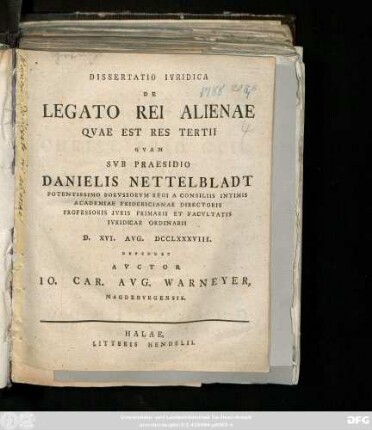 DISSERTATIO IVRIDICA
DE
LEGATO REI ALIENAE
QVAE EST RES TERTII
QVAM
SVB PRAESIDIO
DANIELIS NETTELBLADT
POTENTISSIMO BORVSSORVM REGI A CONSILIIS INTIMIS
ACADEMIAE FRIDERICIANAE DIRECTORIS
PROFESSORIS IVRIS PRIMARII ET FACVLTATIS
IVRIDICAE ORDINARII
D. XVI. AVG. DCCLXXXVIII.
DEFENDET
AVCTOR
IO. CAR. AVG. WARNEYER,
MAGDEBVRGENSIS.
HALAE,
LITTERIS HENDELII.
DFG